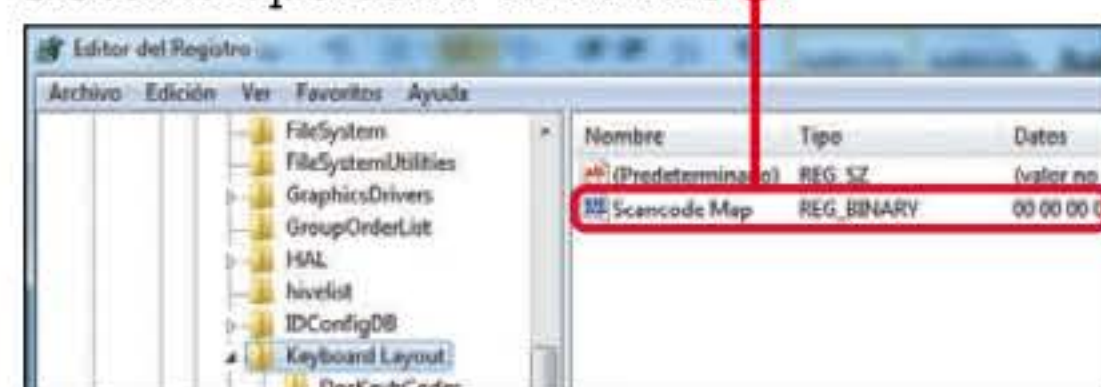 Editor del Registro
Archivo Edición Ver Favoritos Ayuda
FileSystem
FileSystemUtilities
GraphicsDrivers
GroupOrderList
HAL
hivelist
IDConfigDB
Keyboard Layout
Nombre Tipo Datos
(Predeterminado) REG_SZ (valor no
Scancode Map REG_BINARY 00 00 00 0